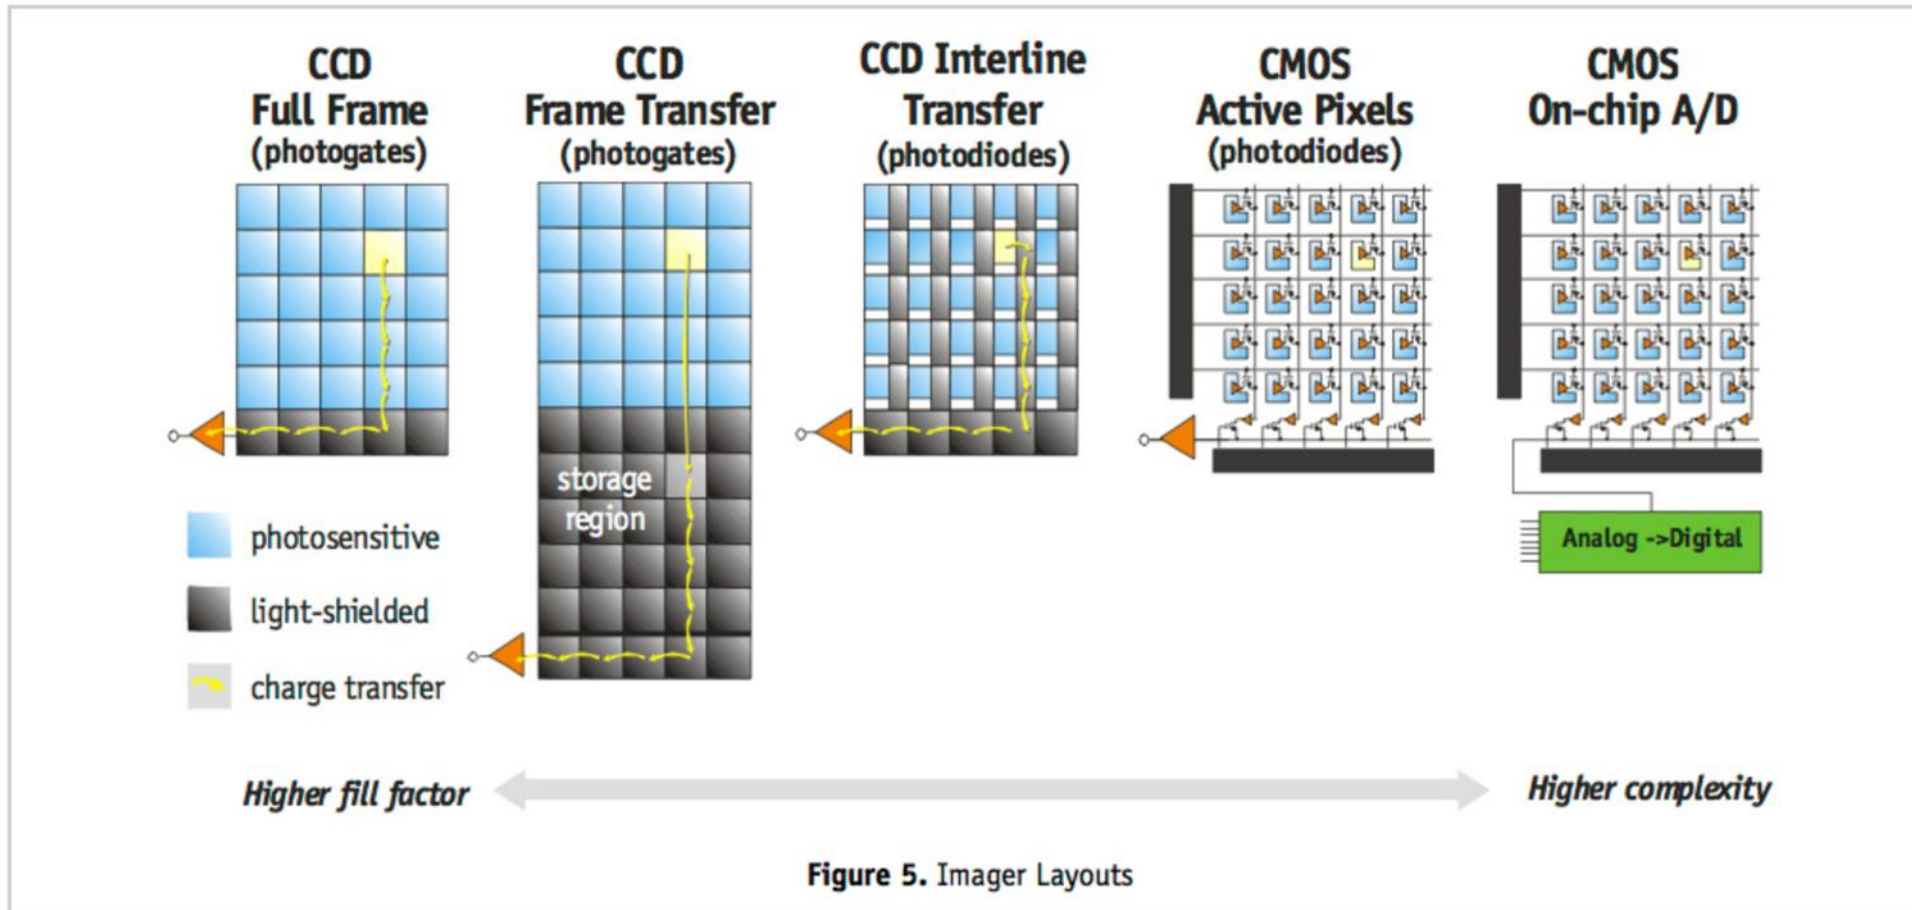 CCD
Full Frame
(photogates)
CCD
Frame Transfer
(photogates)
CCD Interline
Transfer
(photodiodes)
CMOS
Active Pixels
(photodiodes)
CMOS
On-chip A/D
storage
region
photosensitive
light-shielded
charge transfer
Analog ->Digital
Higher fill factor
Higher complexity
Figure 5. Imager Layouts